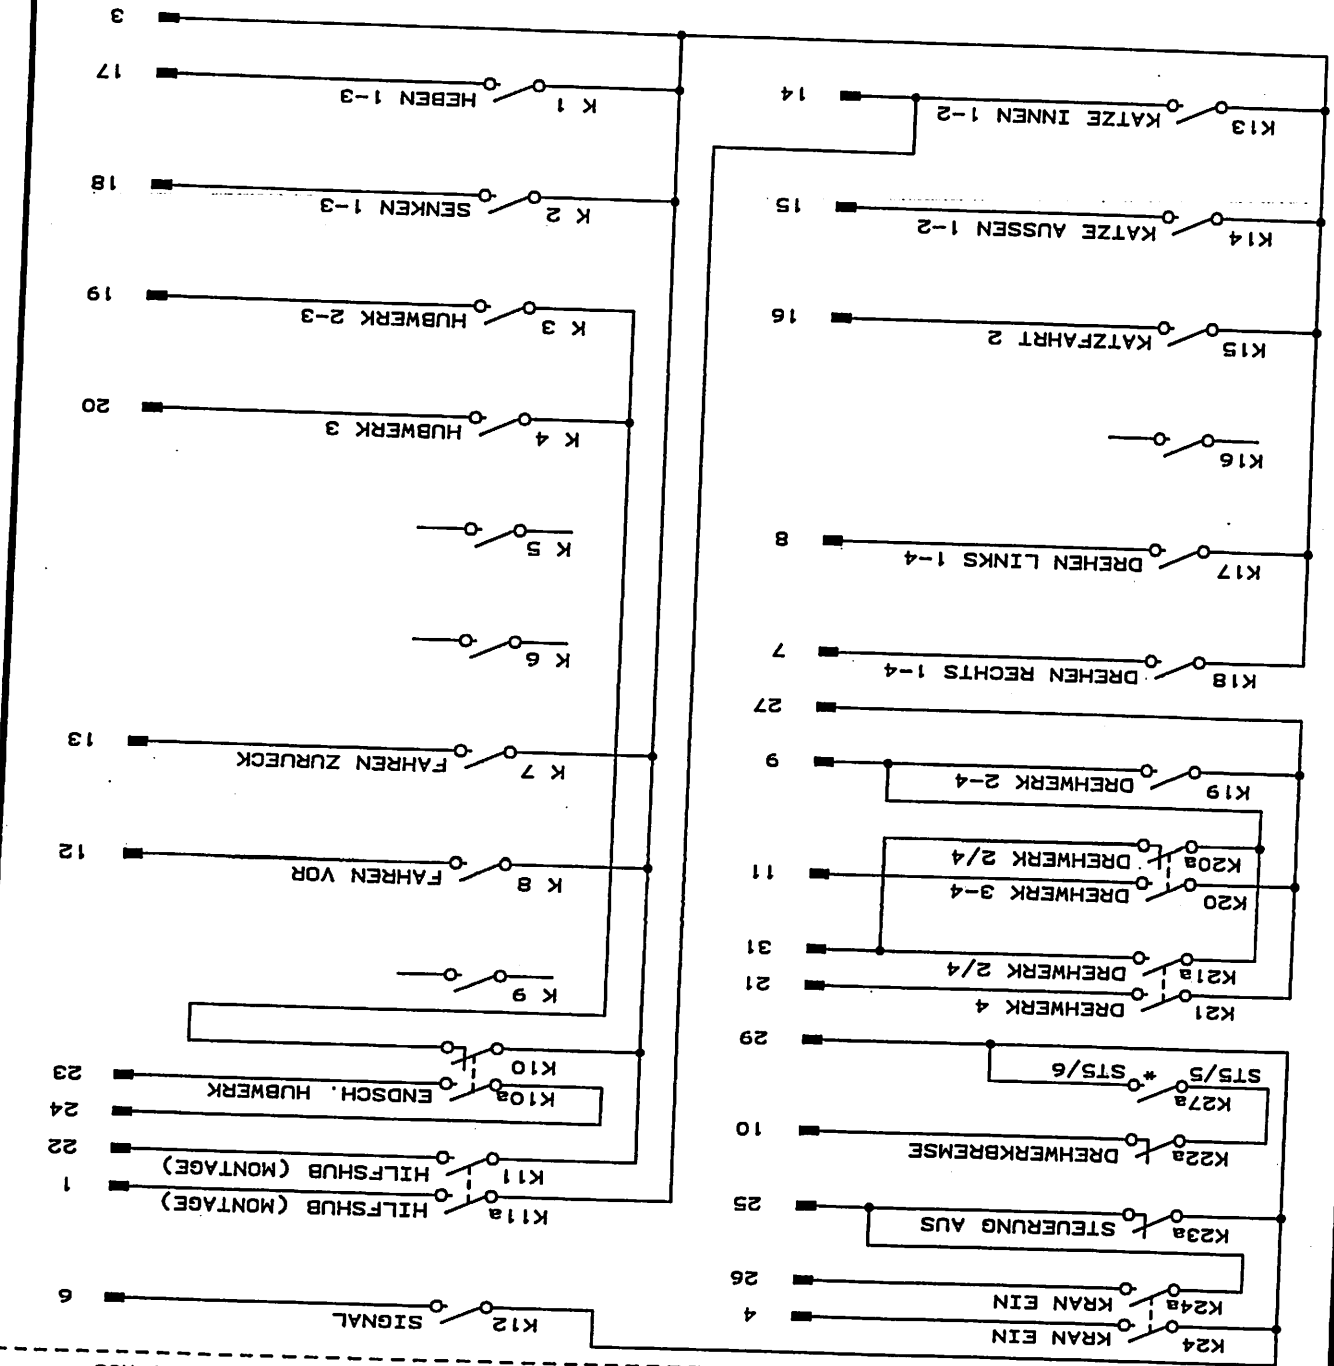 K24 KRAN EIN 4
K24a KRAN EIN 26
K23a STEUERUNG AUS 25
K22a DREHWERKBREMSE 10
K27a
ST5/5 * ST5/6
29
K21 DREHWERK 4 21
K21a DREHWERK 2/4 31
K20 DREHWERK 3-4 11
K20a DREHWERK 2/4
K19 DREHWERK 2-4 9
27
K18 DREHEN RECHTS 1-4 7
K17 DREHEN LINKS 1-4 8
K16
K15 KATZFAHRT 2 16
K14 KATZE AUSSEN 1-2 15
K13 KATZE INNEN 1-2 14
K12 SIGNAL 6
K11a HILFSHUB (MONTAGE) 1
K11 HILFSHUB (MONTAGE) 22
24
K10a ENDSCH. HUBWERK 23
K10
K 9
K 8 FAHREN VOR 12
K 7 FAHREN ZURUECK 13
K 6
K 5
K 4 HUBWERK 3 20
K 3 HUBWERK 2-3 19
K 2 SENKEN 1-3 18
K 1 HEBEN 1-3 17
3